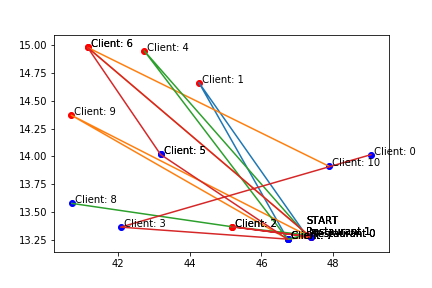 15.00
14.75
14.50
14.25
14.00
13.75
13.50
13.25
42
44
46
48
Client: 6
Client: 4
Client: 1
Client: 9
Client: 5
Client: 0
Client: 10
Client: 8
Client: 3
Client: 2
START